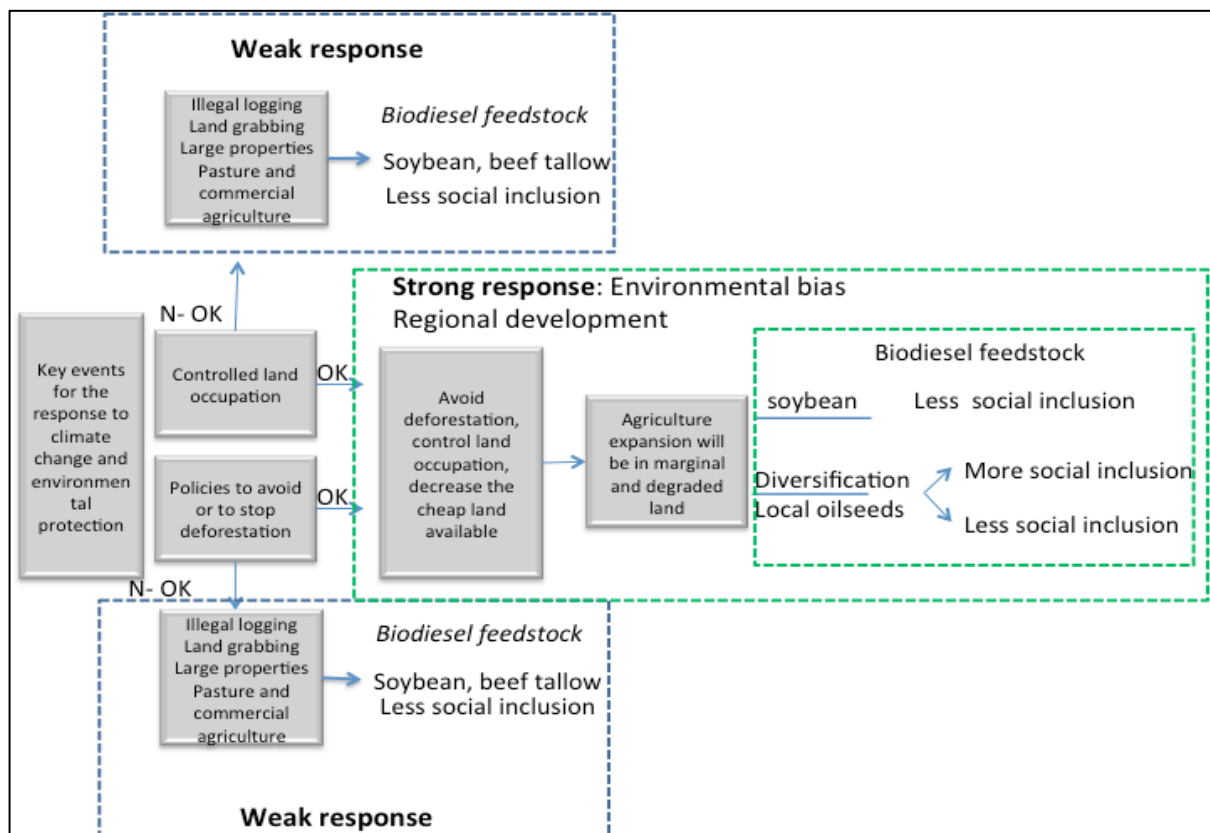 Weak response
Illegal logging
Land grabbing
Large properties
Pasture and
commercial
agriculture
Biodiesel feedstock
Soybean, beef tallow
Less social inclusion
N- OK
Key events
for the
response to
climate
change and
environmen
tal
protection
Controlled land
occupation
OK
Policies to avoid
or to stop
deforestation
OK
N- OK
Strong response: Environmental bias
Regional development
Avoid
deforestation,
control land
occupation,
decrease the
cheap land
available
Agriculture
expansion will
be in marginal
and degraded
land
Biodiesel feedstock
soybean
Less social inclusion
Diversification
Local oilseeds
More social inclusion
Less social inclusion
Illegal logging
Land grabbing
Large properties
Pasture and
commercial
agriculture
Biodiesel feedstock
Soybean, beef tallow
Less social inclusion
Weak response